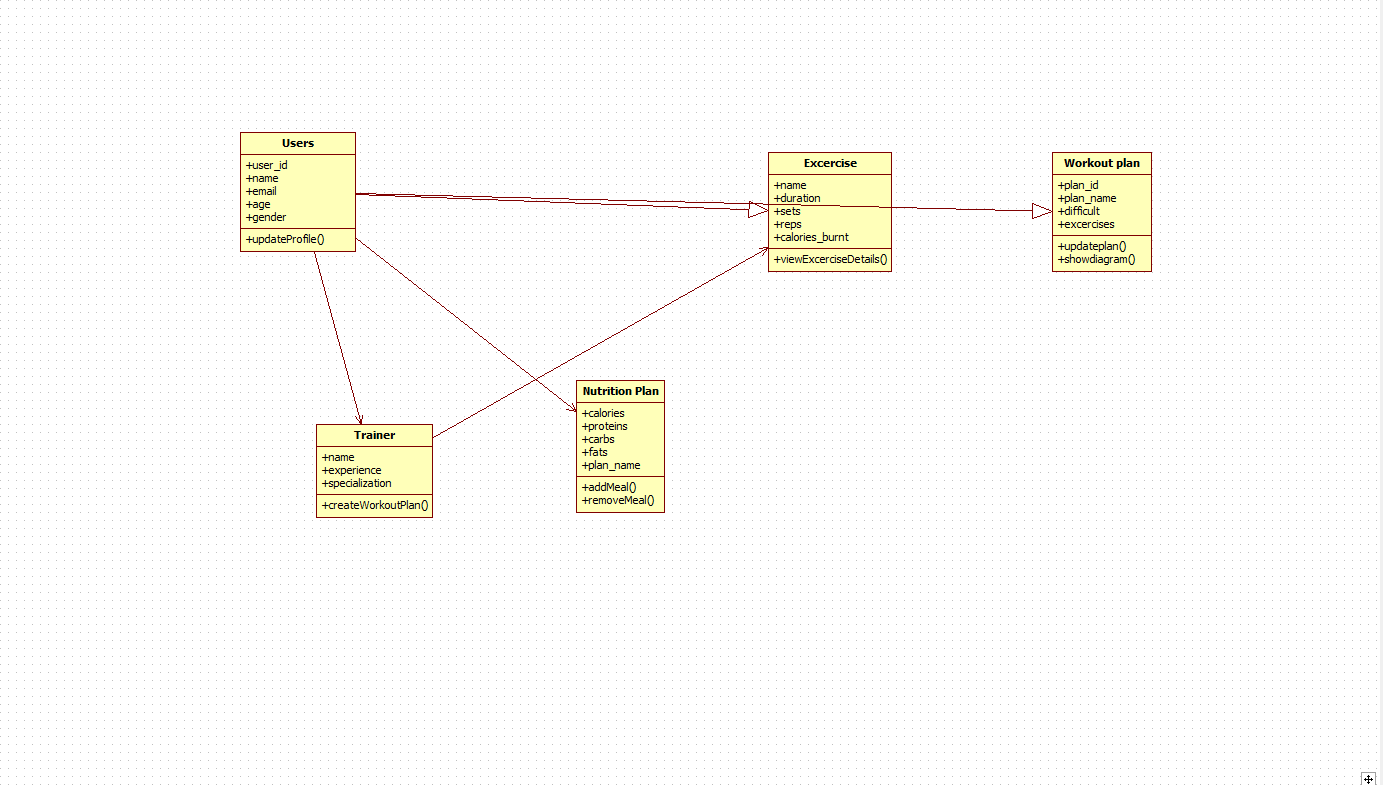 Users
+user_id
+name
+email
+age
+gender
+updateProfile()
Excercise
+name
+duration
+sets
+reps
+calories_burnt
+viewExcerciseDetails()
Workout plan
+plan_id
+plan_name
+difficult
+excercises
+updateplan()
+showdiagram()
Trainer
+name
+experience
+specialization
+createWorkoutPlan()
Nutrition Plan
+calories
+proteins
+carbs
+fats
+plan_name
+addMeal()
+removeMeal()